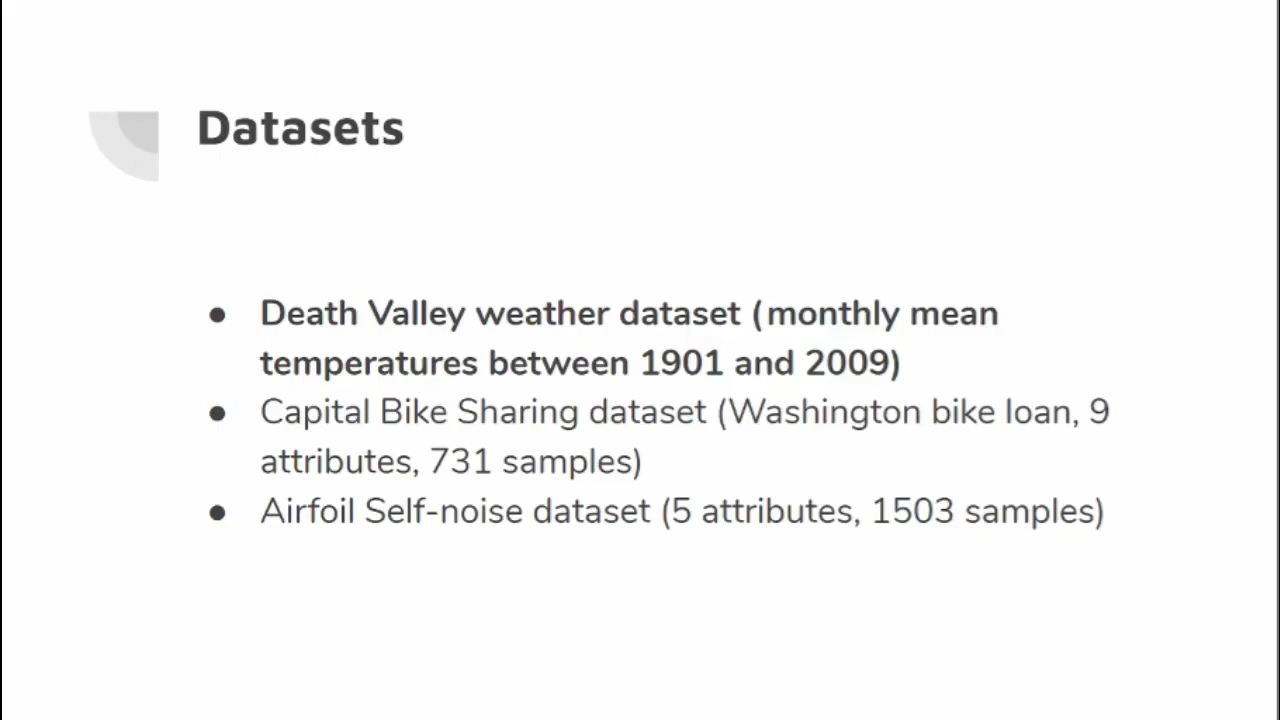 Datasets
● Death Valley weather dataset (monthly mean
temperatures between 1901 and 2009)
● Capital Bike Sharing dataset (Washington bike loan, 9
attributes, 731 samples)
● Airfoil Self-noise dataset (5 attributes, 1503 samples)